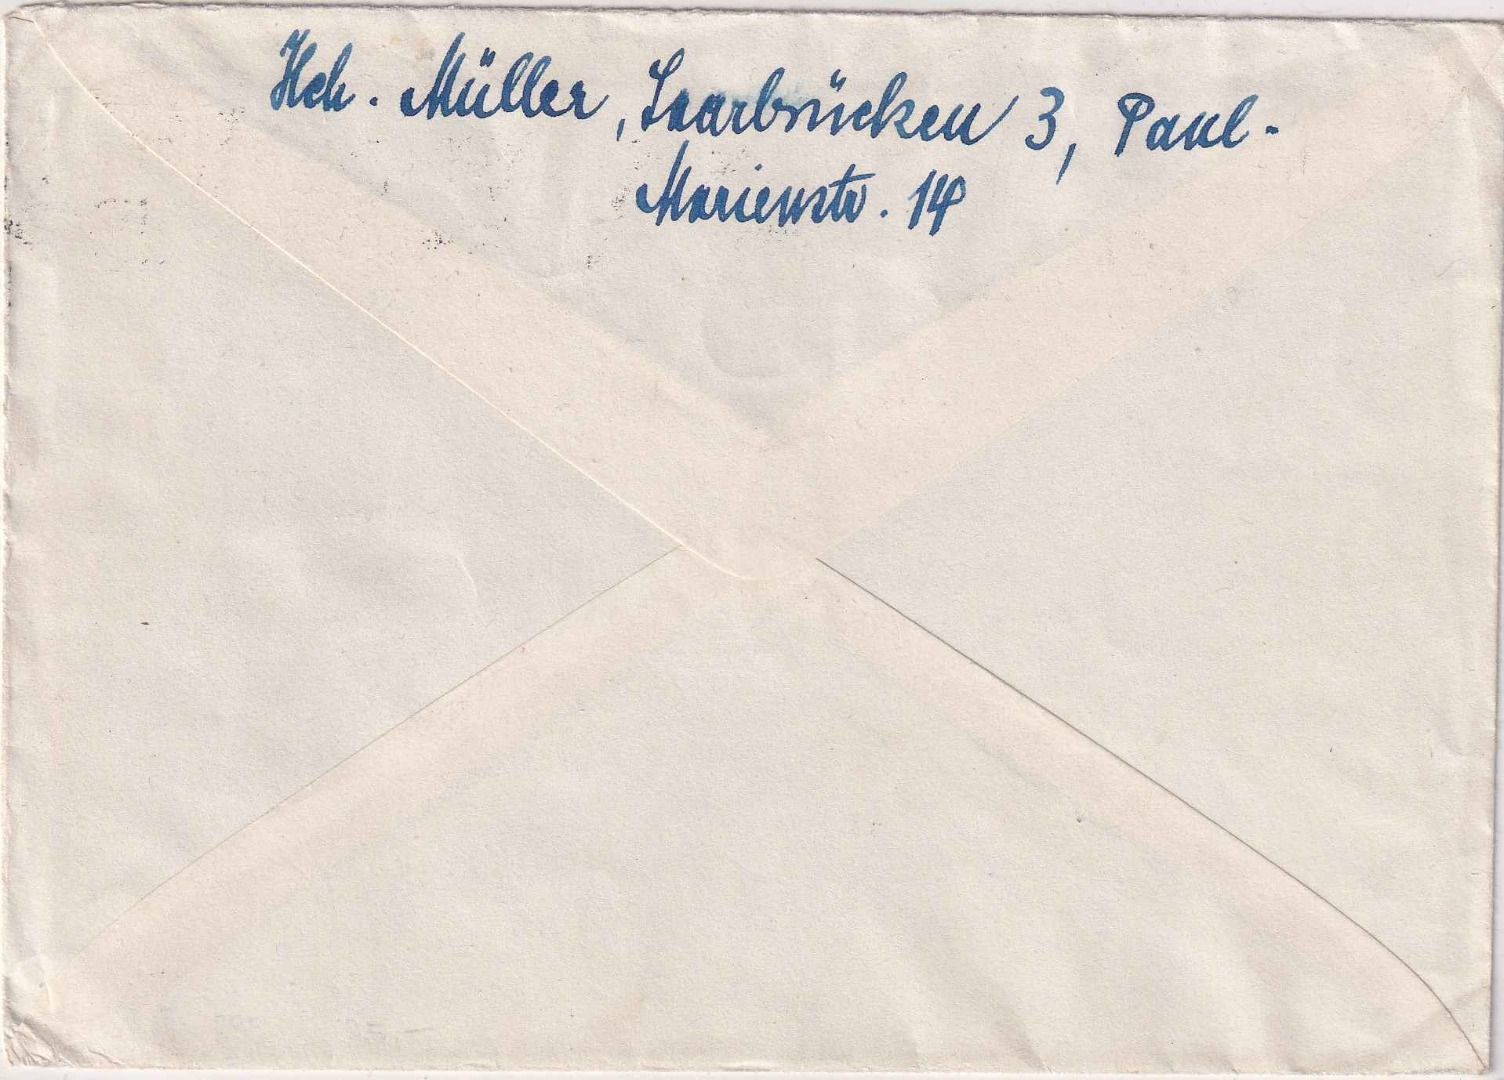 Hch. Müller, Saarbrücken 3, Paul-
Marienstr. 14